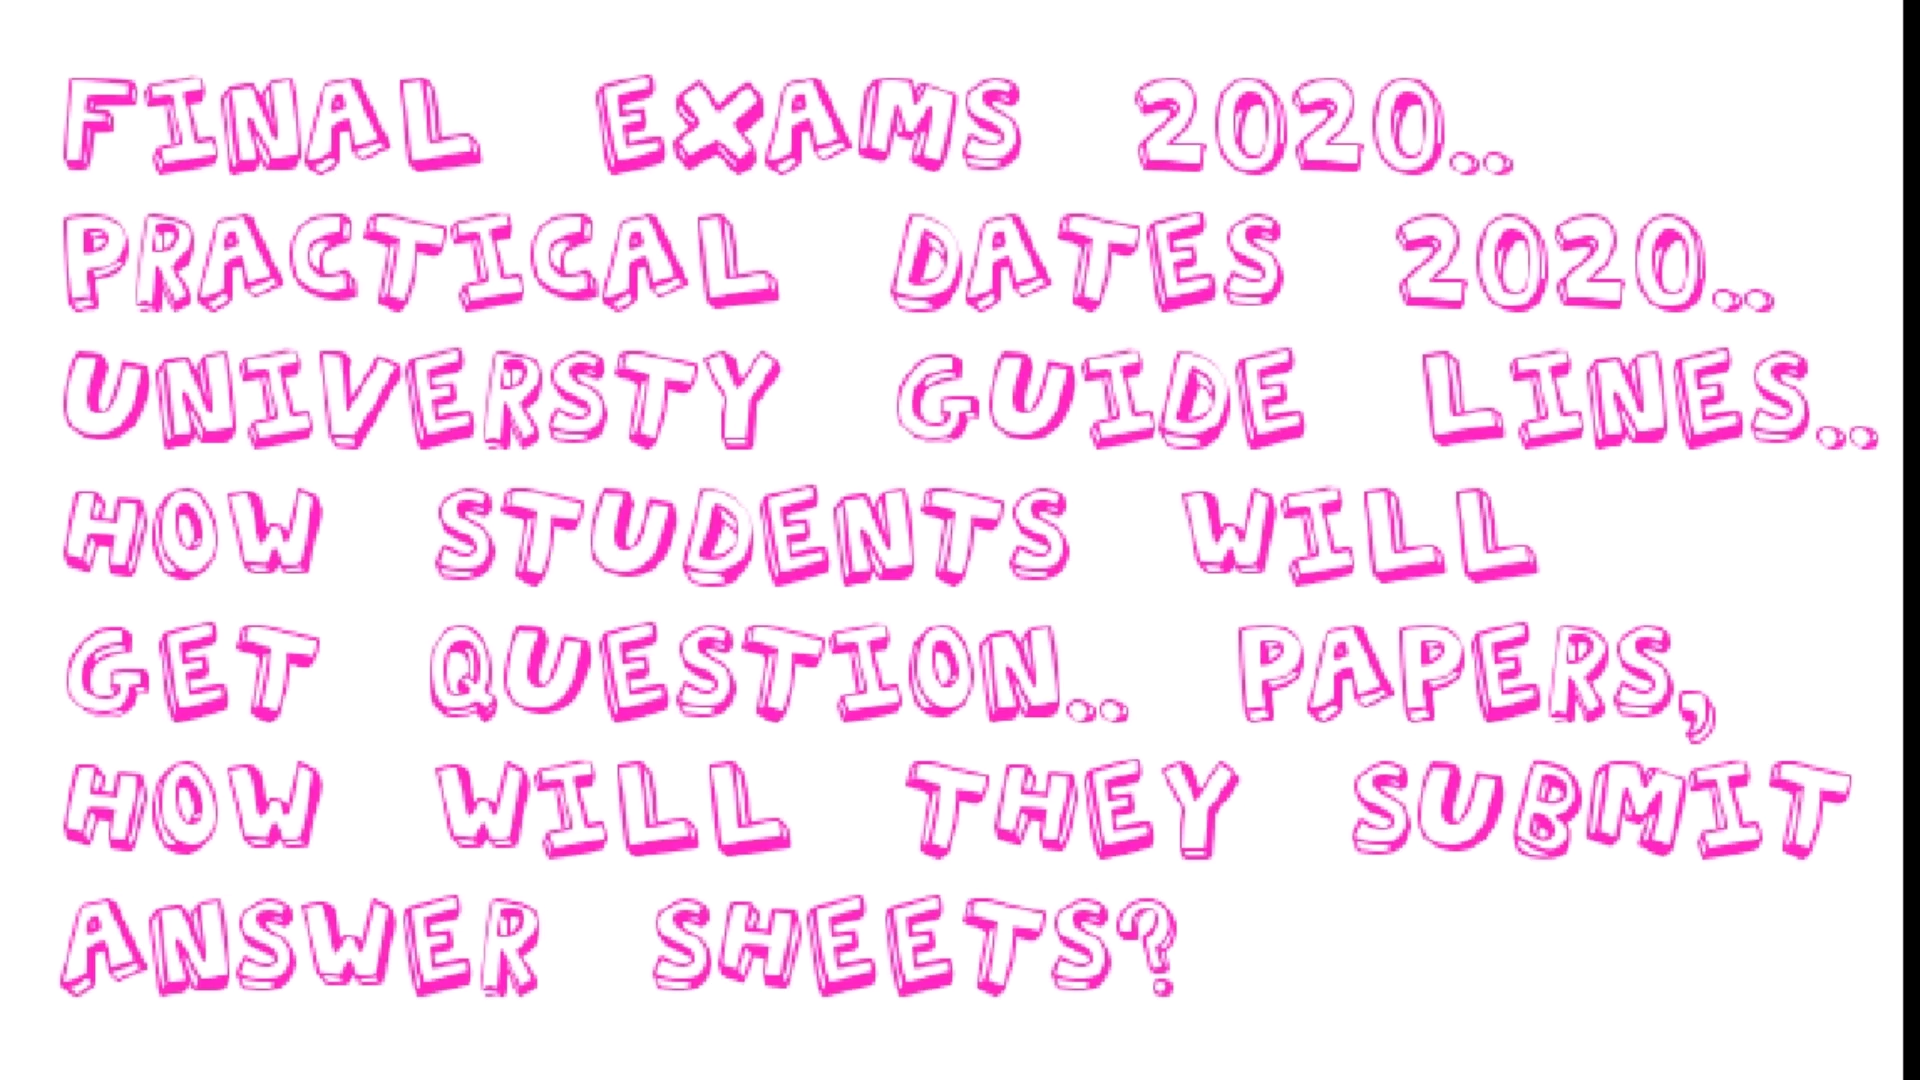 FINAL EXAMS 2020..
PRACTICAL DATES 2020..
UNIVERSTY GUIDE LINES..
HOW STUDENTS WILL
GET QUESTION.. PAPERS,
HOW WILL THEY SUBMIT
ANSWER SHEETS?